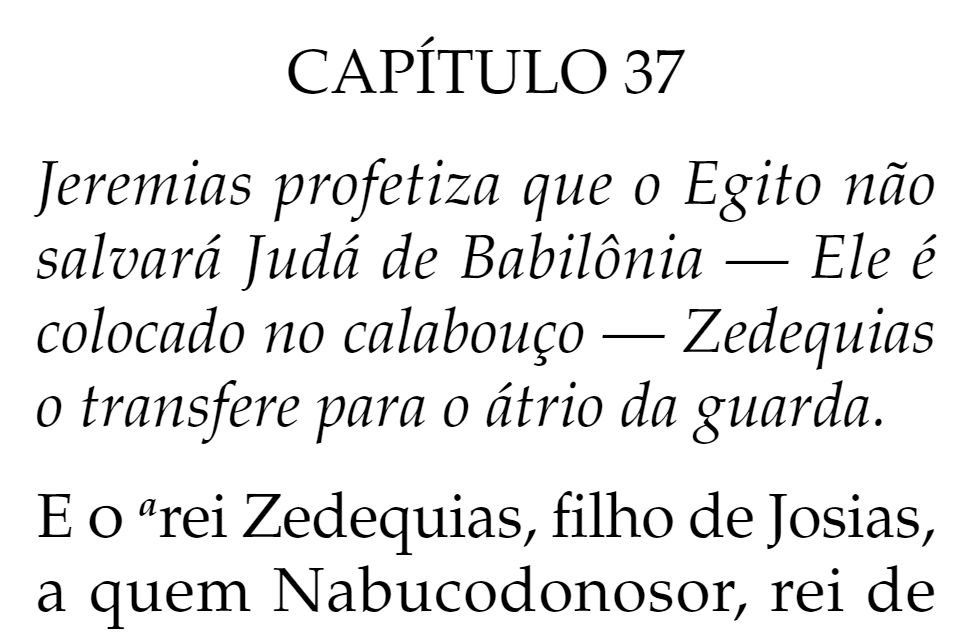 CAPÍTULO 37
Jeremias profetiza que o Egito não
salvará Judá de Babilônia — Ele é
colocado no calabouço — Zedequias
o transfere para o átrio da guarda.
E o ᵃrei Zedequias, filho de Josias,
a quem Nabucodonosor, rei de